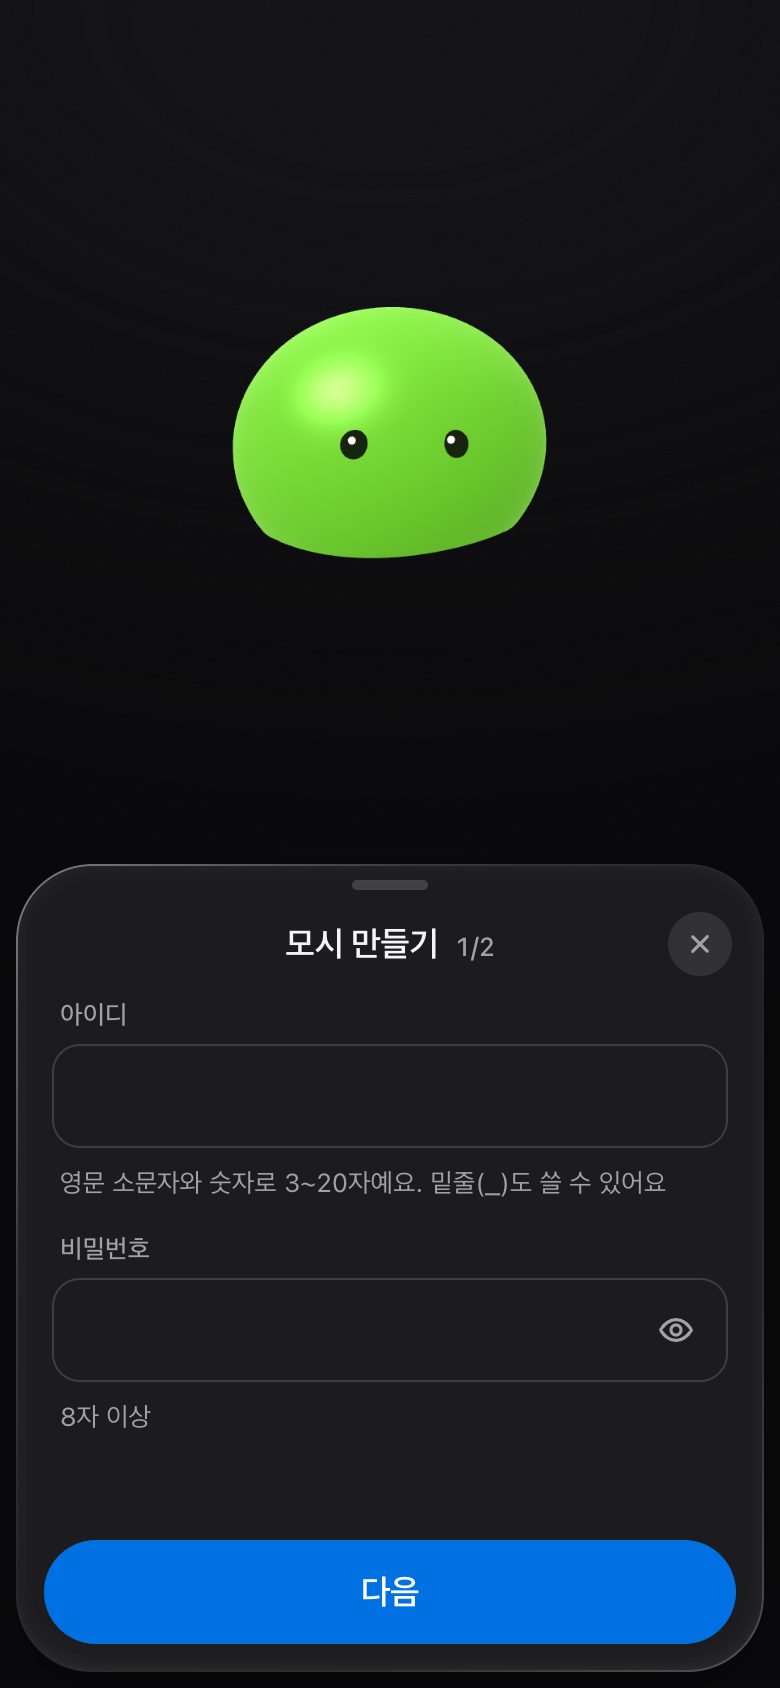 모시 만들기 1/2
아이디
영문 소문자와 숫자로 3~20자예요. 밑줄(_)도 쓸 수 있어요
비밀번호
8자 이상
다음